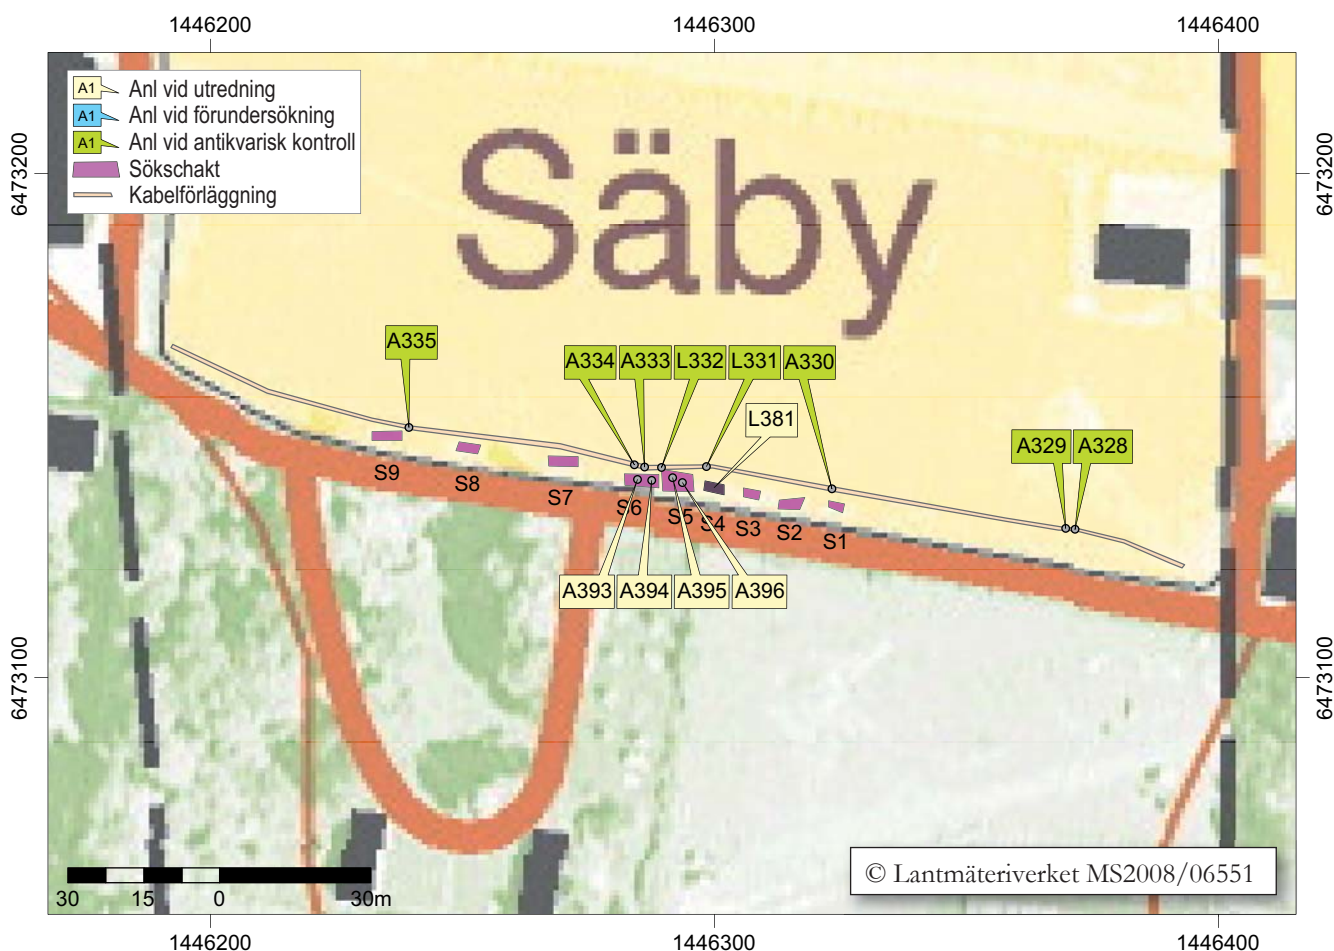 1446200 1446300 1446400
A1 Anl vid utredning
A1 Anl vid förundersökning
A1 Anl vid antikvarisk kontroll
Sökschakt
Kabelförläggning
6473200 6473200
Säby
A335 A334 A333 L332 L331 A330
L381
A329 A328
S9 S8 S7 S6 S5 S4 S3 S2 S1
A393 A394 A395 A396
6473100 6473100
30 15 0 30m
© Lantmäteriverket MS2008/06551
1446200 1446300 1446400